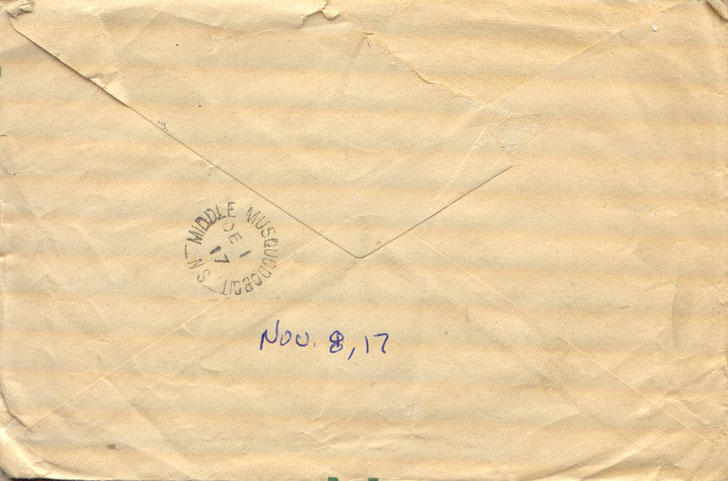 MIDDLE MUSQUODOBOIT - N.S.
DE 1
17
Nov. 8, 17